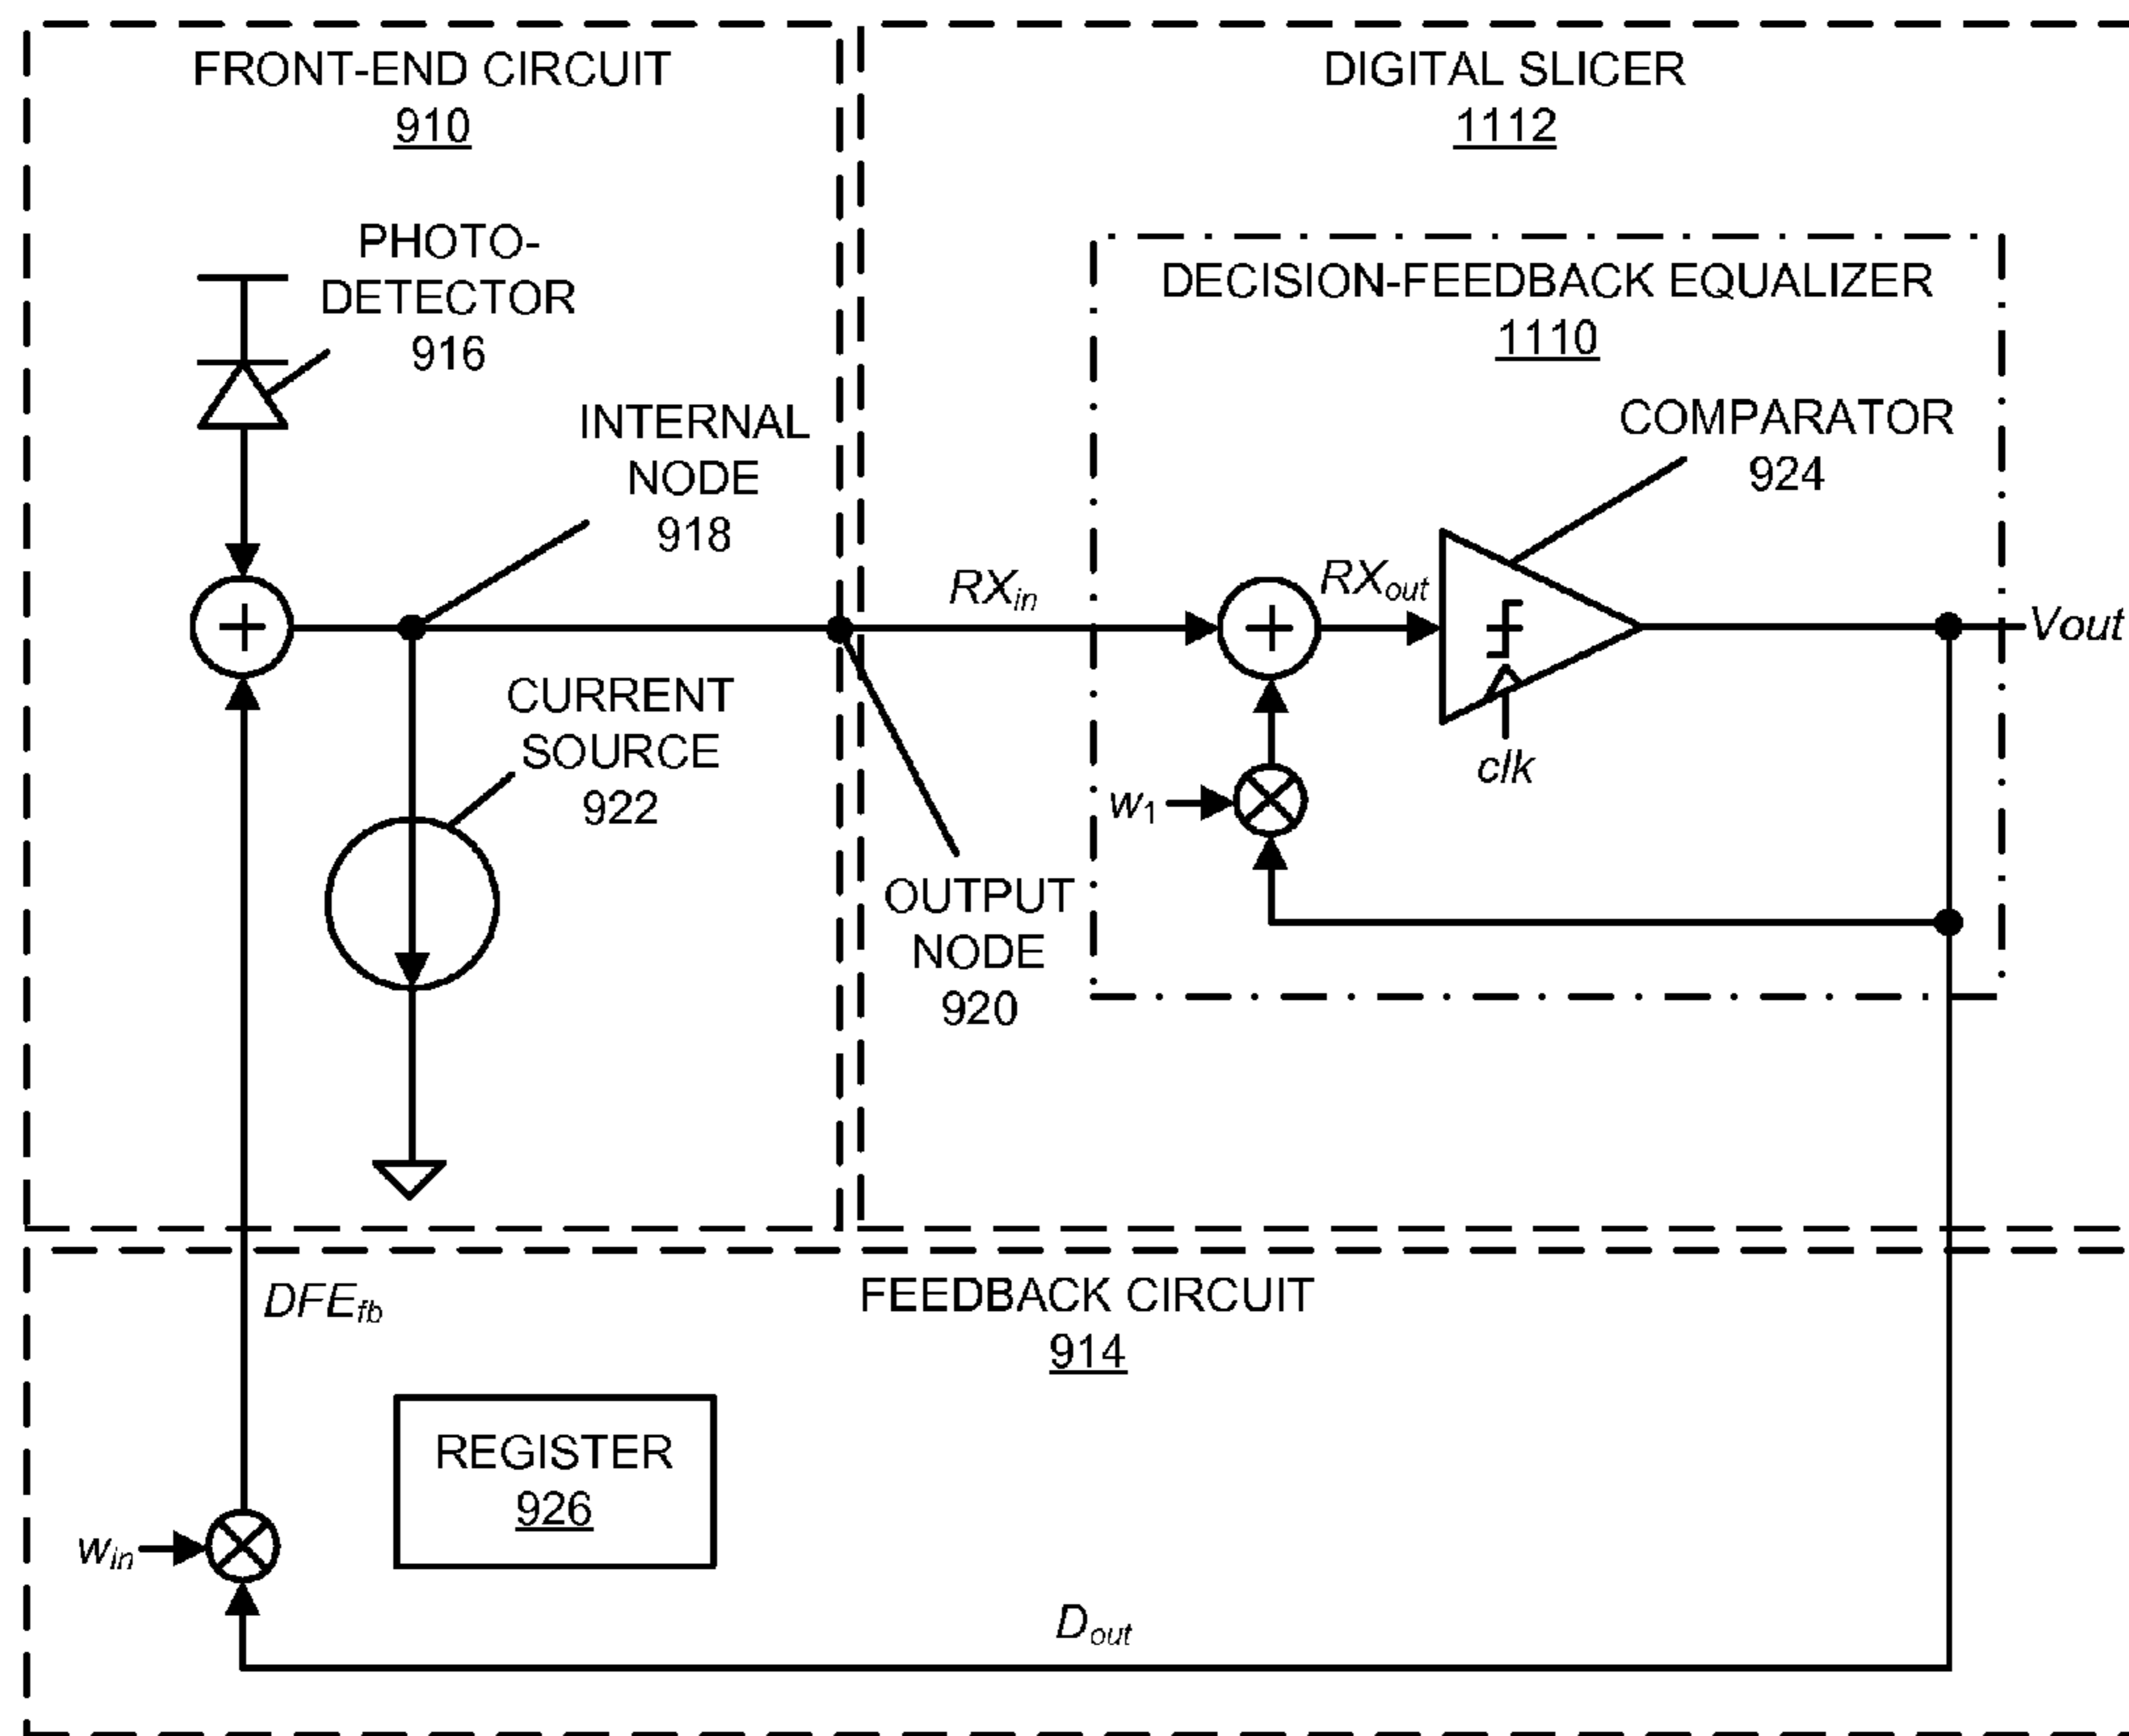 FRONT-END CIRCUIT
910
DIGITAL SLICER
1112
PHOTO-
DETECTOR
916
DECISION-FEEDBACK EQUALIZER
1110
INTERNAL
NODE
918
COMPARATOR
924
RXin
RXout
Vout
clk
CURRENT
SOURCE
922
w1
OUTPUT
NODE
920
DFEfb
FEEDBACK CIRCUIT
914
REGISTER
926
win
Dout